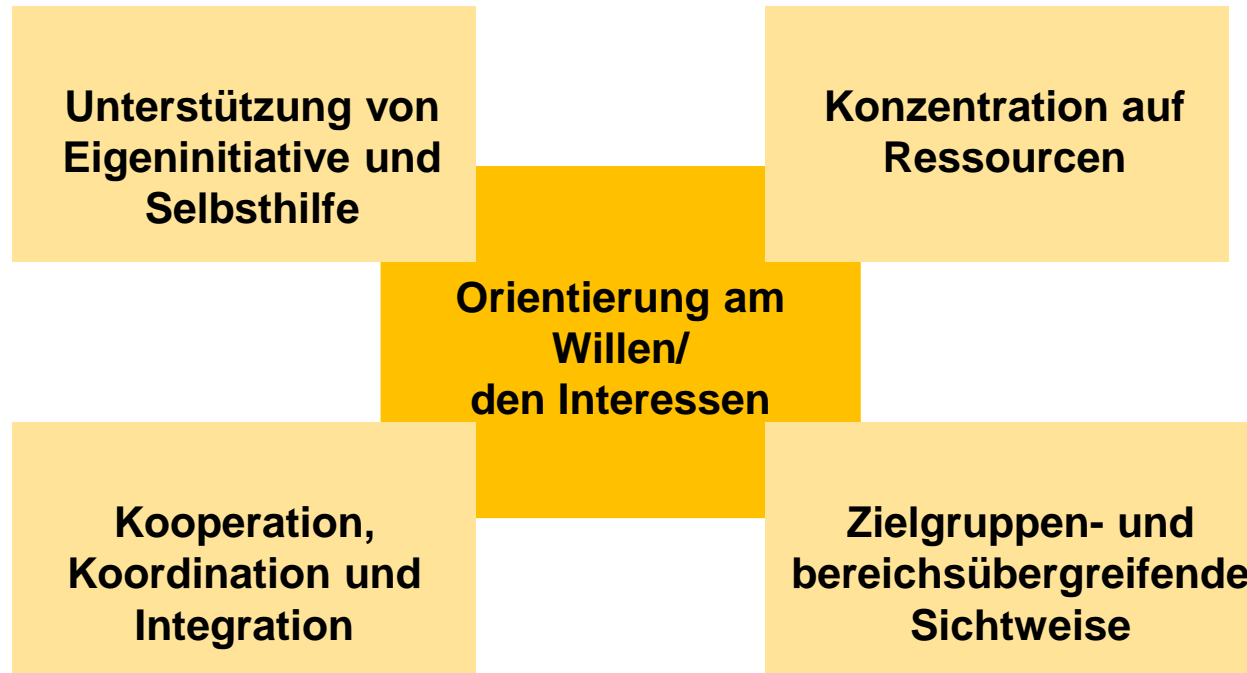 Unterstützung von
Eigeninitiative und
Selbsthilfe
Konzentration auf
Ressourcen
Orientierung am
Willen/
den Interessen
Kooperation,
Koordination und
Integration
Zielgruppen- und
bereichsübergreifende
Sichtweise